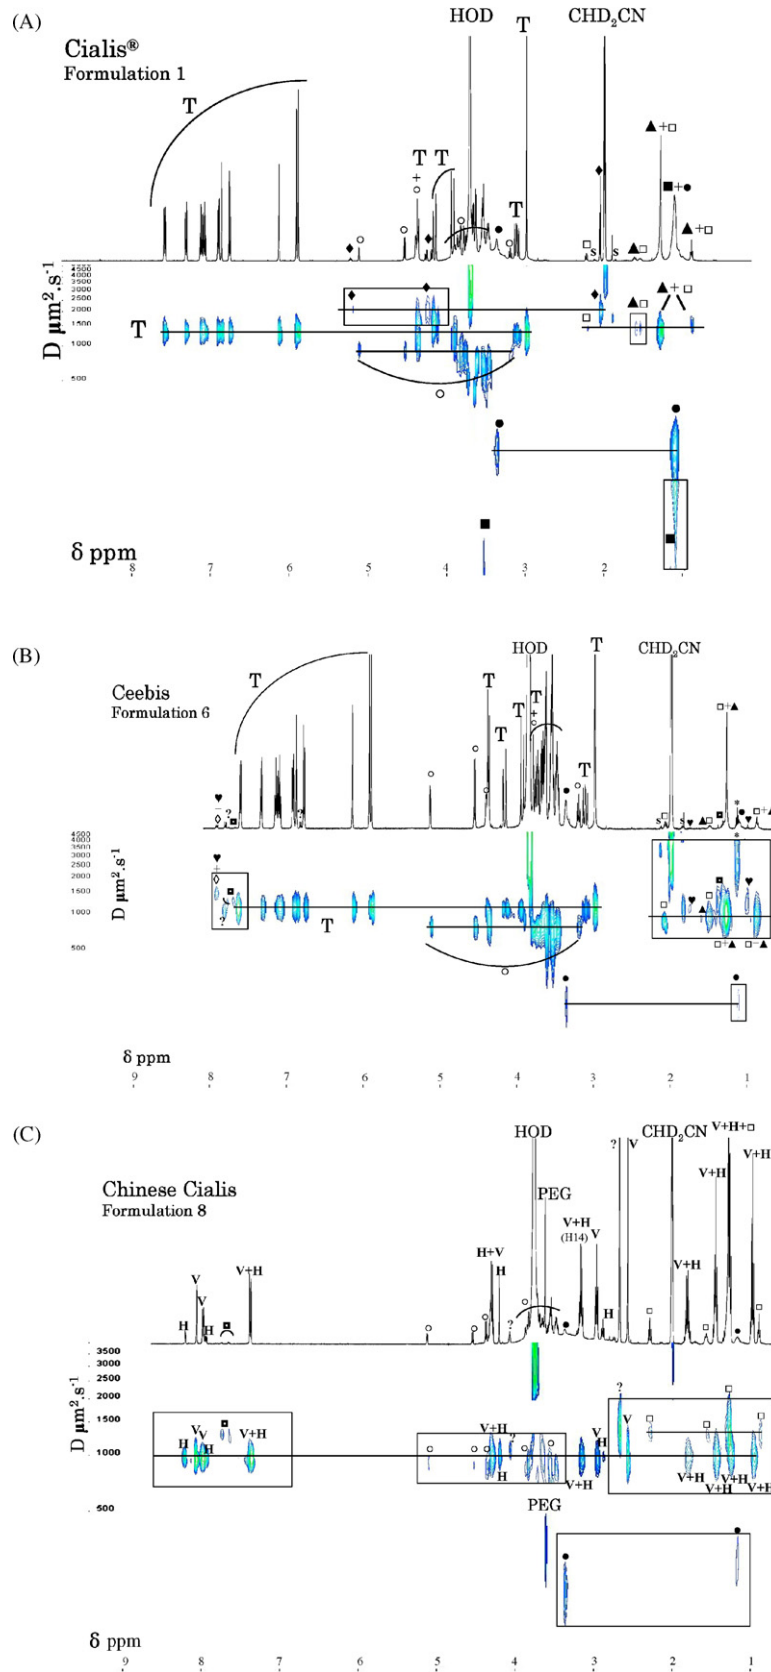 (A)
Cialis®
Formulation 1
HOD
CHD2CN
T
T
▲+□
T
T
+
○
■+●
▲+□
T
○
◆
○
◆
○
●
○
◆
□
s
▲□
s
5000
4500
4000
3500
3000
2500
2000
1500
1000
500
D µm².s⁻¹
T
◆
◆
◆
□
▲□
▲ + □
○
●
●
■
■
δ ppm
8 7 6 5 4 3 2
(B)
Ceebis
Formulation 6
HOD
CHD2CN
T
T
T
T
T
+
○
T
□+▲
♥
◇
?
?
○
○
○
●
○
s □ s ♥ ▲ □
*
● ♥ □+▲
4500
4000
3500
3000
2500
2000
1500
1000
500
D µm².s⁻¹
♥
+
◇
?
T
○
□ ♥ ▲ □ ♥
*
□+▲ □−▲
●
●
δ ppm
9 8 7 6 5 4 3 2 1
(C)
Chinese Cialis
Formulation 8
HOD
CHD2CN
V+H+□
? V
V+H
V+H
PEG
V+H
(H14)
V
H+V
H
V+H
V
V
H
H
V+H
○ ○ ○ ○
?
●
H
□
□
●
□
3500
3000
2500
2000
1500
1000
500
D µm².s⁻¹
H V V H V+H
○ ○ ○ V+H H ? ○ ○
V+H
V H
? V
□ □ □ □
V+H V+H V+H V+H
PEG
●
●
δ ppm
9 8 7 6 5 4 3 2 1